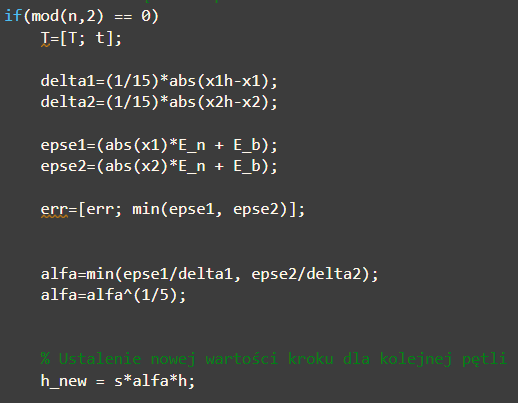 if(mod(n,2) == 0)
T=[T; t];
delta1=(1/15)*abs(x1h-x1);
delta2=(1/15)*abs(x2h-x2);
epse1=(abs(x1)*E_n + E_b);
epse2=(abs(x2)*E_n + E_b);
err=[err; min(epse1, epse2)];
alfa=min(epse1/delta1, epse2/delta2);
alfa=alfa^(1/5);
% Ustalenie nowej wartości kroku dla kolejnej pętli
h_new = s*alfa*h;